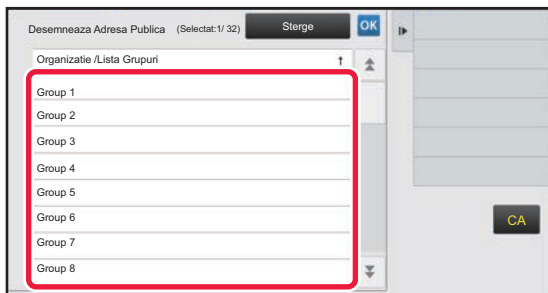 Desemneaza Adresa Publica (Selectat:1/ 32) Sterge OK
Organizatie /Lista Grupuri
Group 1
Group 2
Group 3
Group 4
Group 5
Group 6
CA
Group 7
Group 8